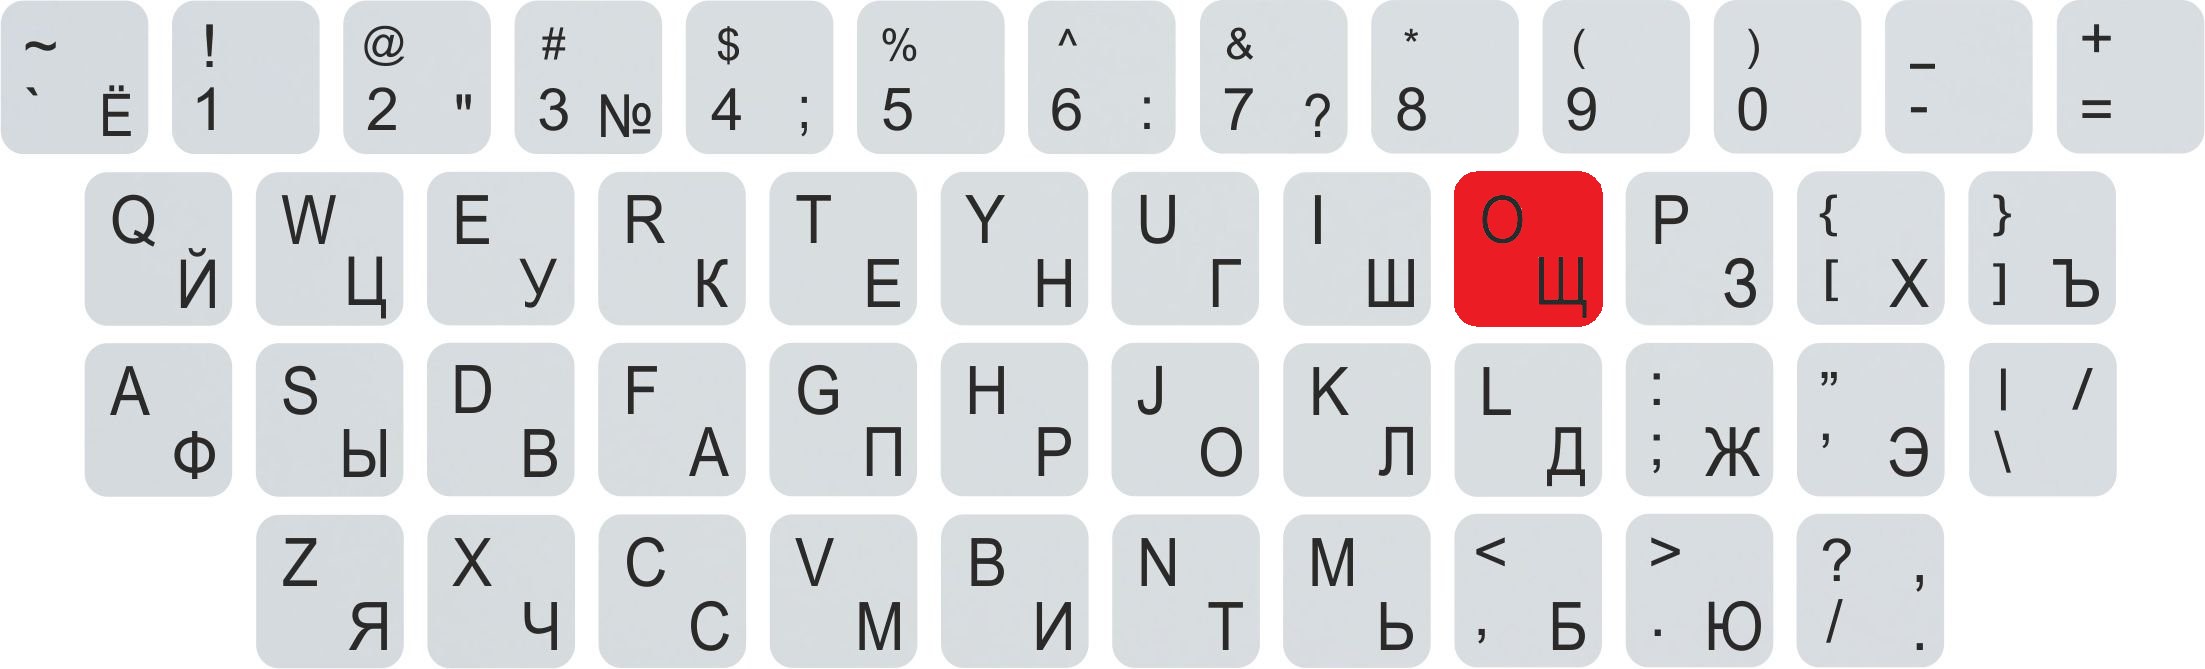 ~ ` Ё ! 1 @ 2 " # 3 № $ 4 ; % 5 ^ 6 : & 7 ? * 8 ( 9 ) 0 _ - + =
Q Й W Ц E У R К T Е Y Н U Г I Ш O Щ P З { [ Х } ] Ъ
A Ф S Ы D В F А G П H Р J О K Л L Д : ; Ж ” ’ Э | \ /
Z Я X Ч C С V М B И N Т M Ь < , Б > . Ю ? / , .